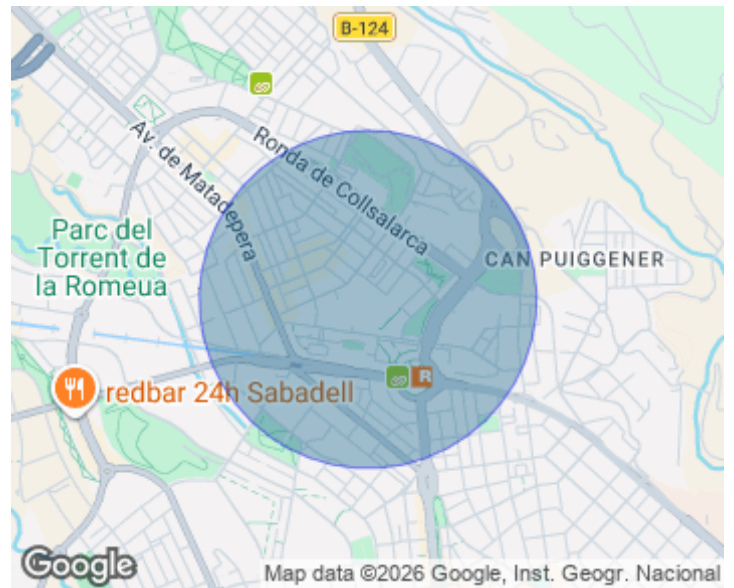 B-124
Ronda de Collsalarca
Av. de Matadepera
Parc del
Torrent de
la Romeua
CAN PUIGGENER
R
redbar 24h Sabadell
Google
Map data ©2026 Google, Inst. Geogr. Nacional